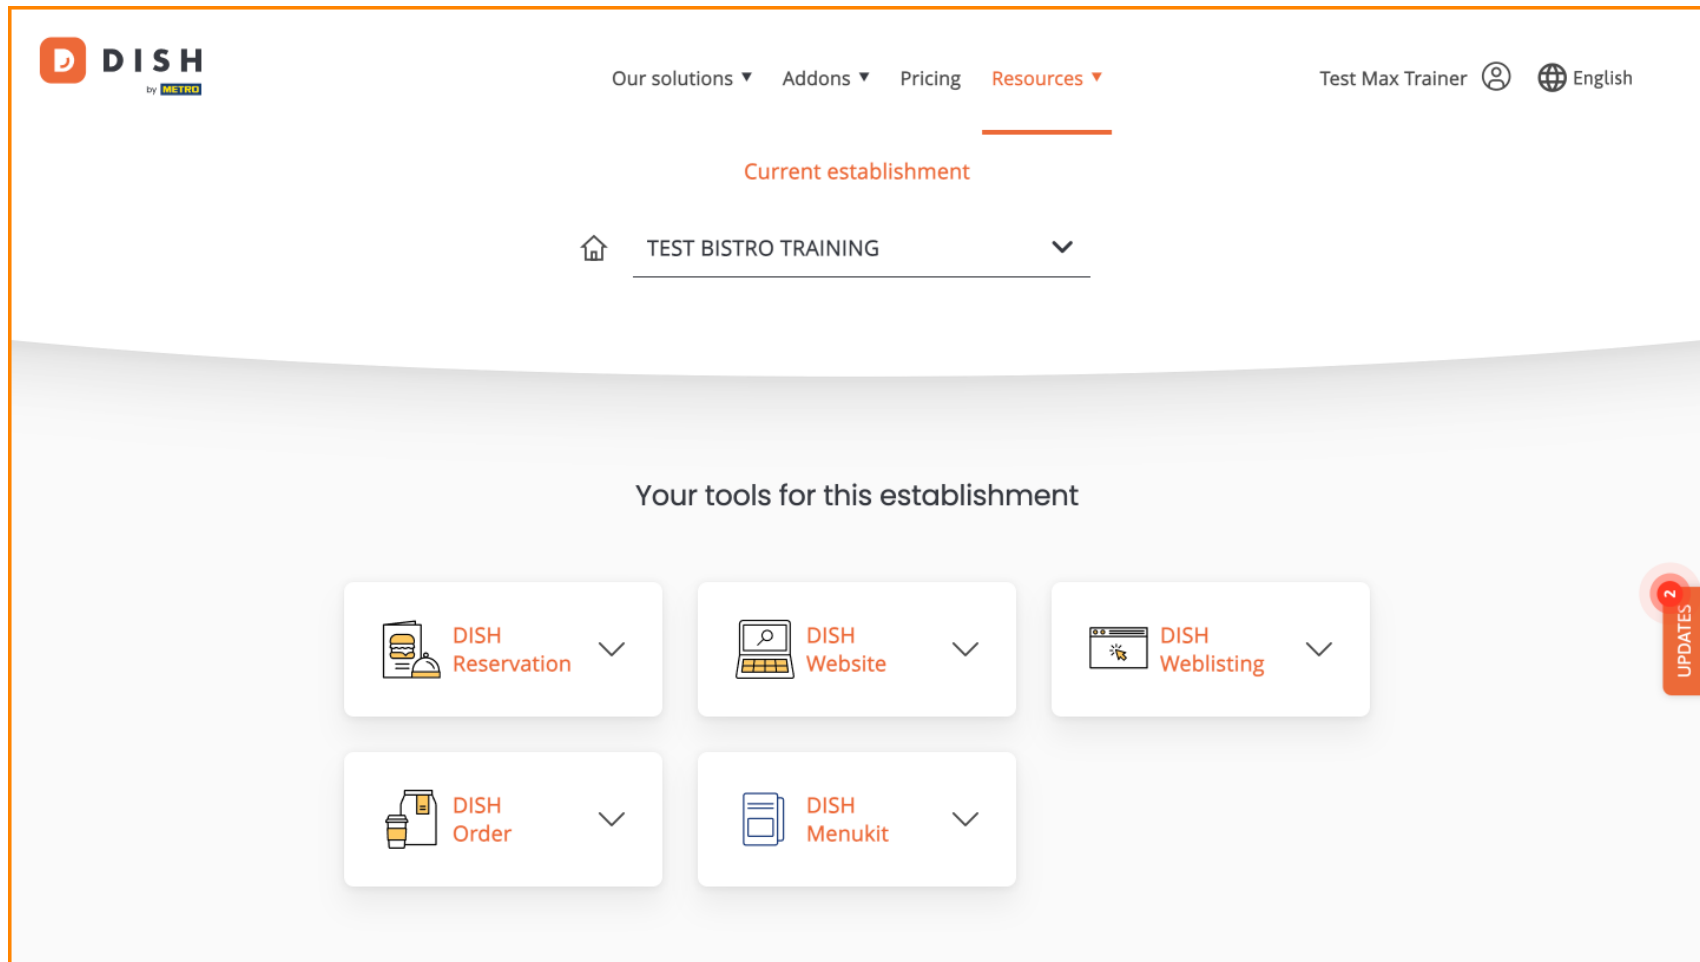 DISH
by METRO
Our solutions ▼ Addons ▼ Pricing Resources ▼
Test Max Trainer English
Current establishment
TEST BISTRO TRAINING
Your tools for this establishment
DISH
Reservation
DISH
Website
DISH
Weblisting
DISH
Order
DISH
Menukit
2
UPDATES